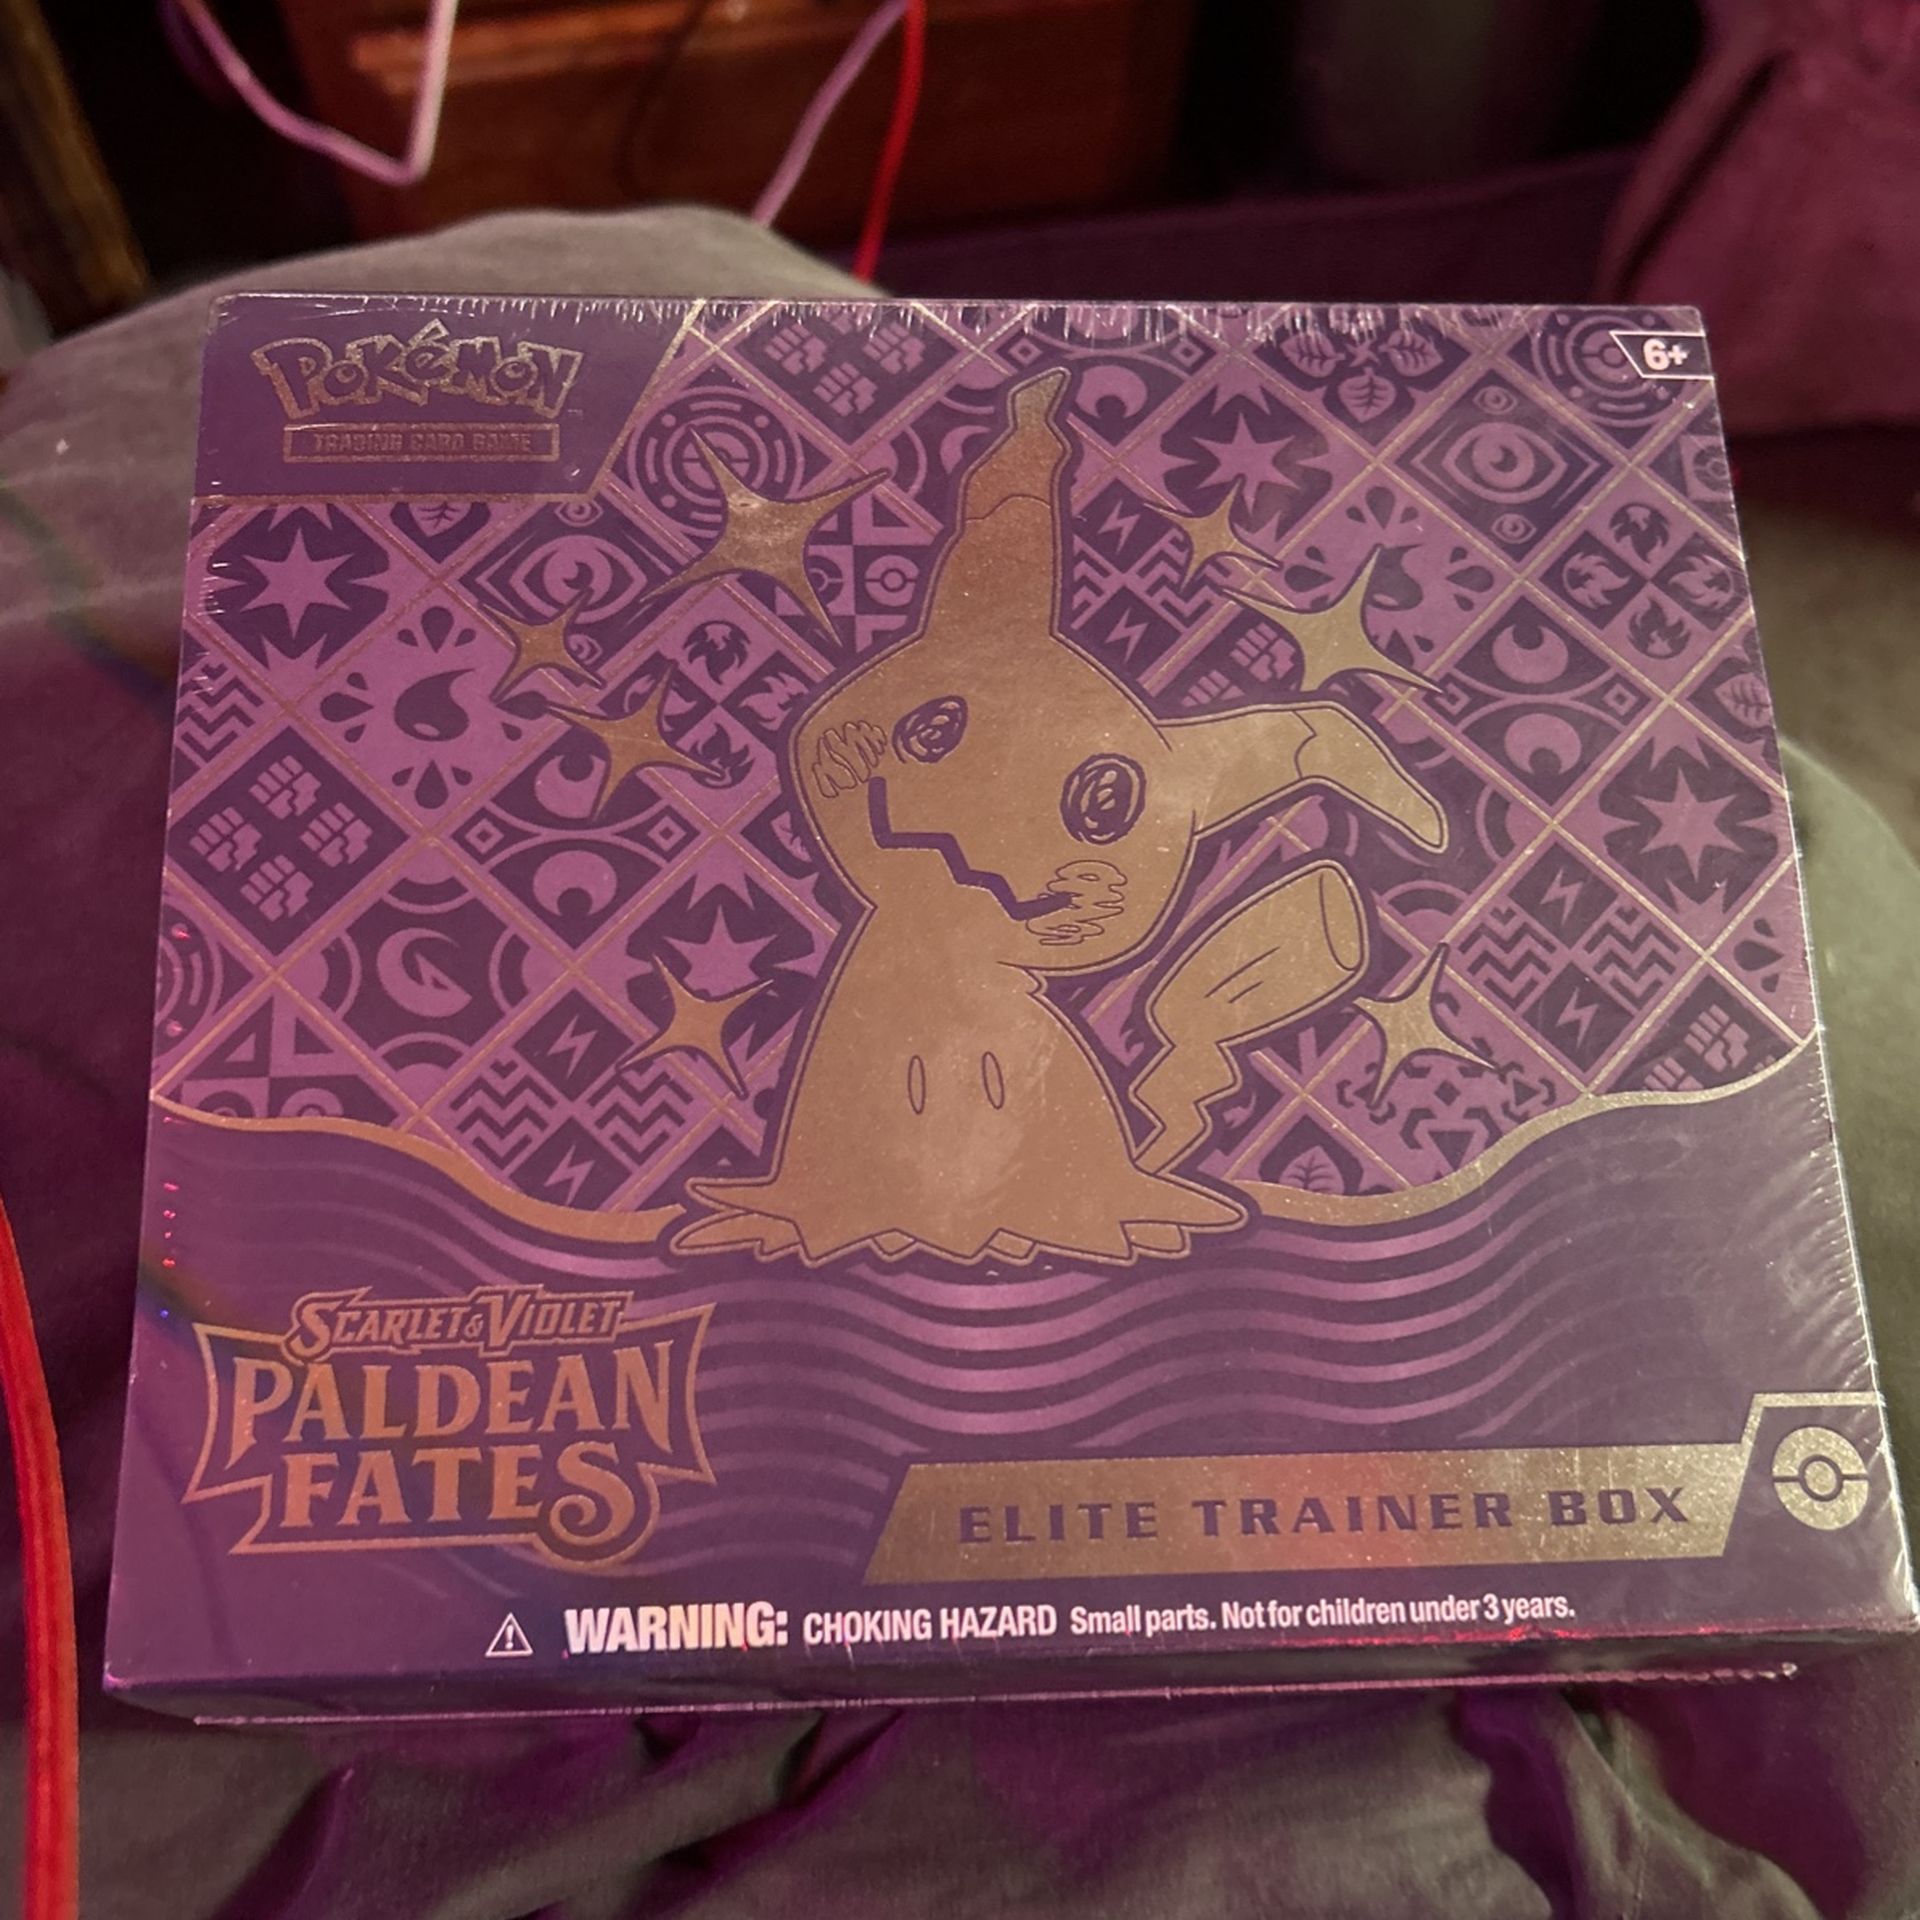 POKÉMON
TRADING CARD GAME
6+
SCARLET & VIOLET
PALDEAN
FATES
ELITE TRAINER BOX
WARNING: CHOKING HAZARD Small parts. Not for children under 3 years.